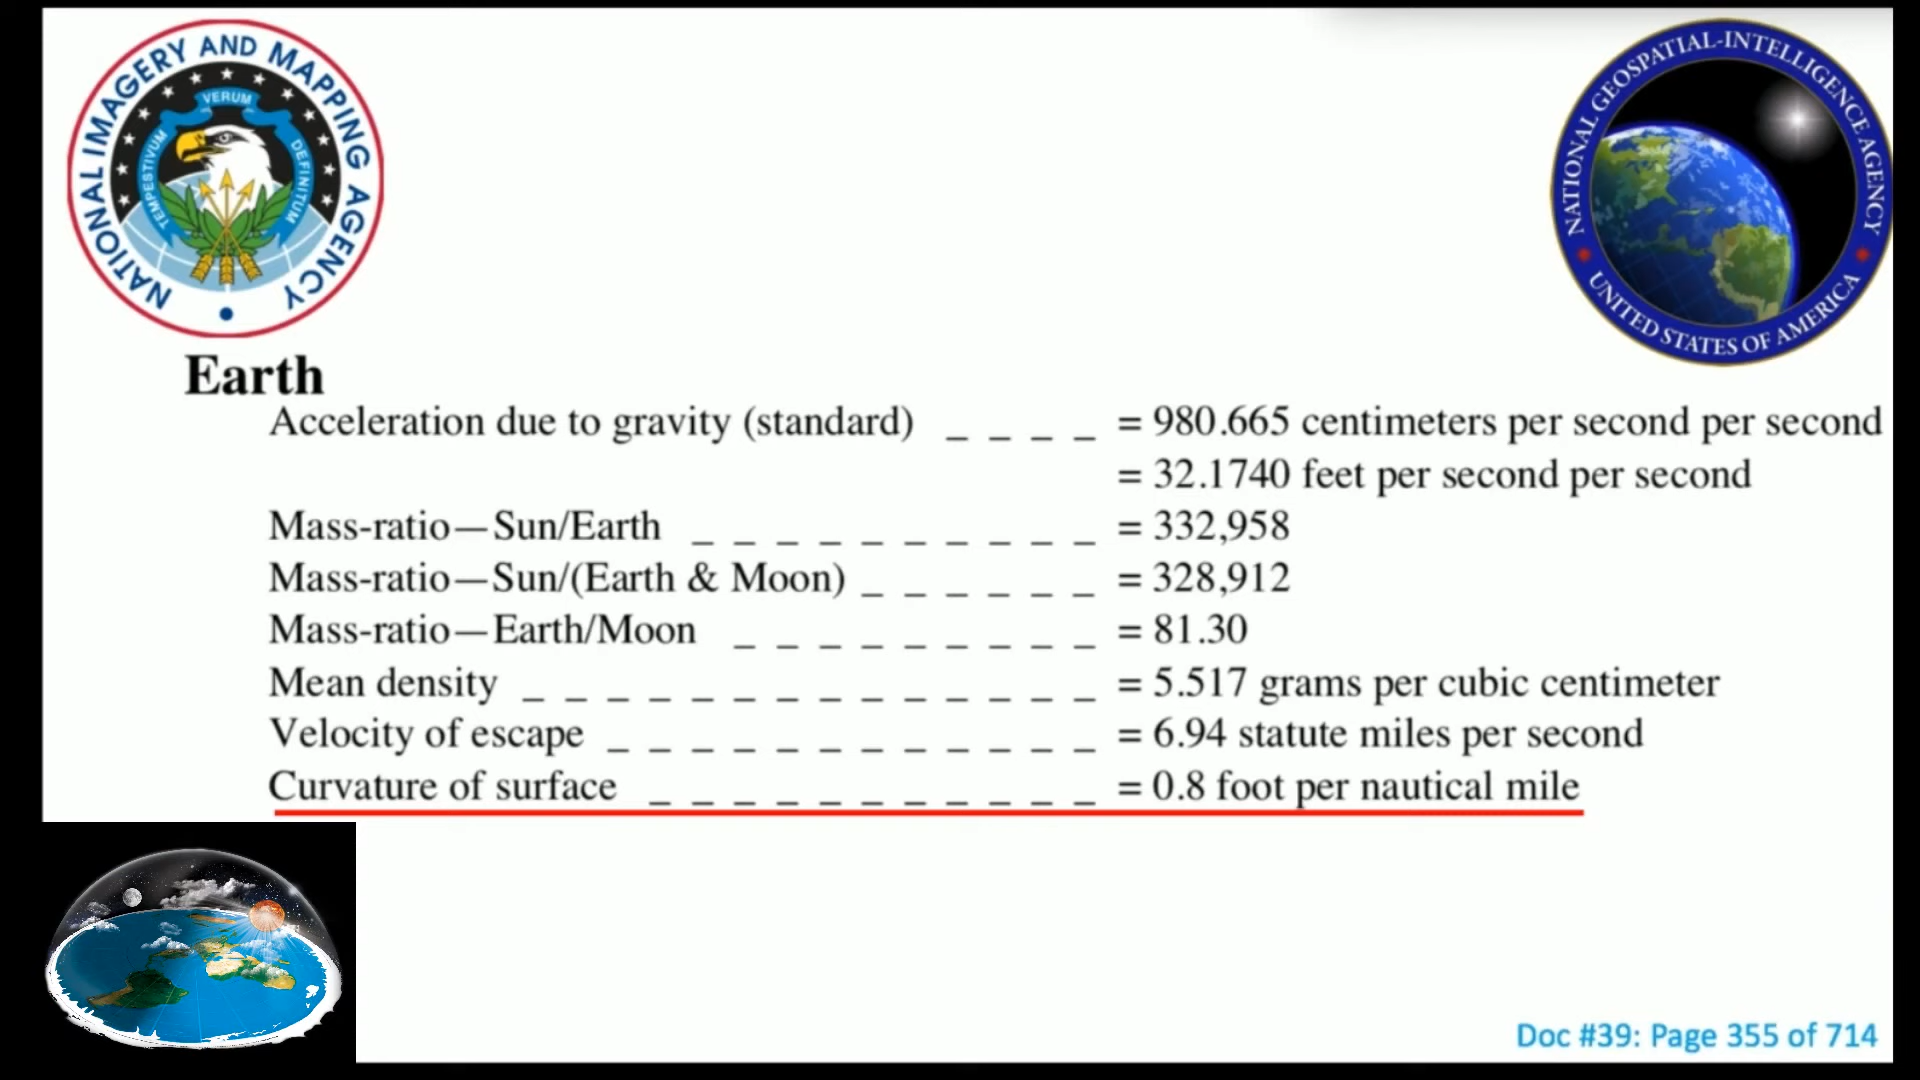 NATIONAL IMAGERY AND MAPPING AGENCY
TEMPESTIVUM VERUM DEFINITUM
NATIONAL GEOSPATIAL-INTELLIGENCE AGENCY
UNITED STATES OF AMERICA
Earth
Acceleration due to gravity (standard) _ _ _ _ = 980.665 centimeters per second per second
= 32.1740 feet per second per second
Mass-ratio—Sun/Earth _ _ _ _ _ _ _ _ _ _ = 332,958
Mass-ratio—Sun/(Earth & Moon) _ _ _ _ _ _ = 328,912
Mass-ratio—Earth/Moon _ _ _ _ _ _ _ _ _ = 81.30
Mean density _ _ _ _ _ _ _ _ _ _ _ _ _ _ = 5.517 grams per cubic centimeter
Velocity of escape _ _ _ _ _ _ _ _ _ _ _ _ = 6.94 statute miles per second
Curvature of surface _ _ _ _ _ _ _ _ _ _ _ = 0.8 foot per nautical mile
Doc #39: Page 355 of 714